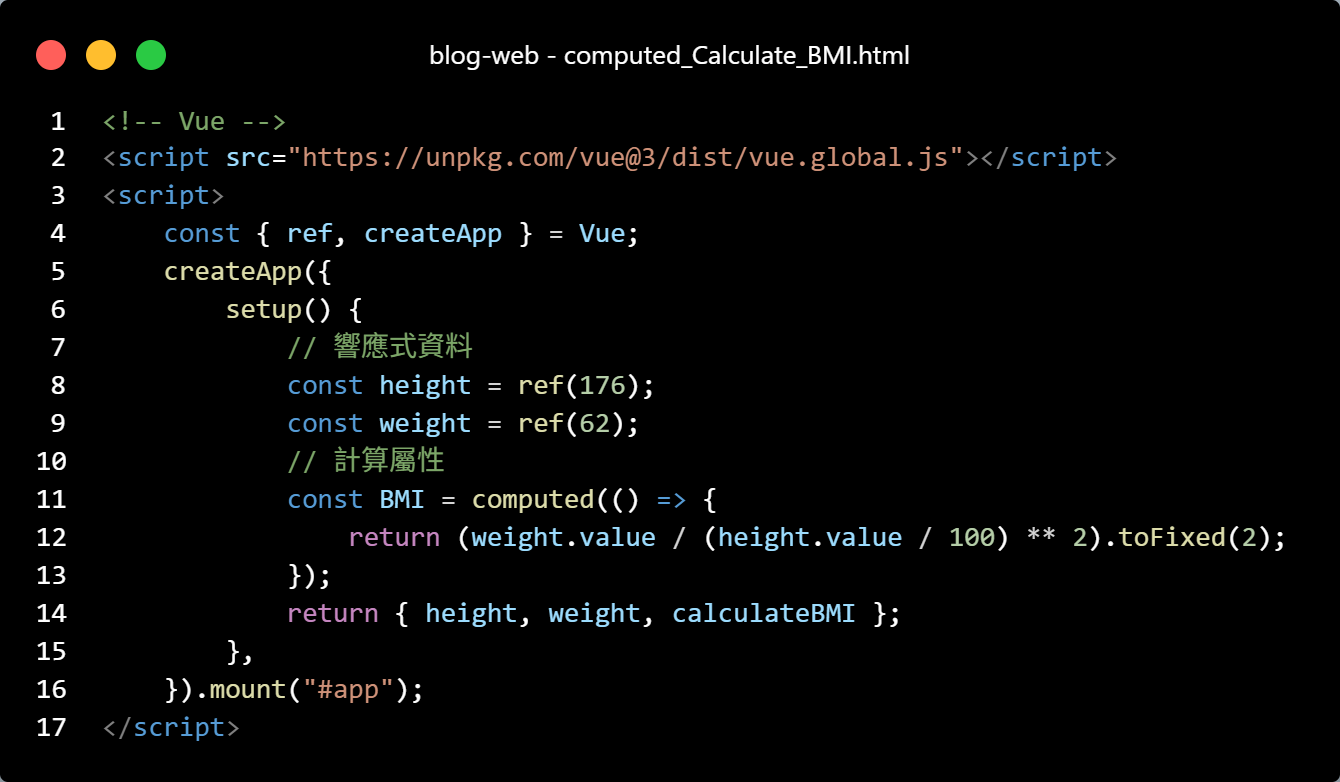 blog-web - computed_Calculate_BMI.html
1 <!-- Vue -->
2 <script src="https://unpkg.com/vue@3/dist/vue.global.js"></script>
3 <script>
4     const { ref, createApp } = Vue;
5     createApp({
6         setup() {
7             // 響應式資料
8             const height = ref(176);
9             const weight = ref(62);
10             // 計算屬性
11             const BMI = computed(() => {
12                 return (weight.value / (height.value / 100) ** 2).toFixed(2);
13             });
14             return { height, weight, calculateBMI };
15         },
16     }).mount("#app");
17 </script>